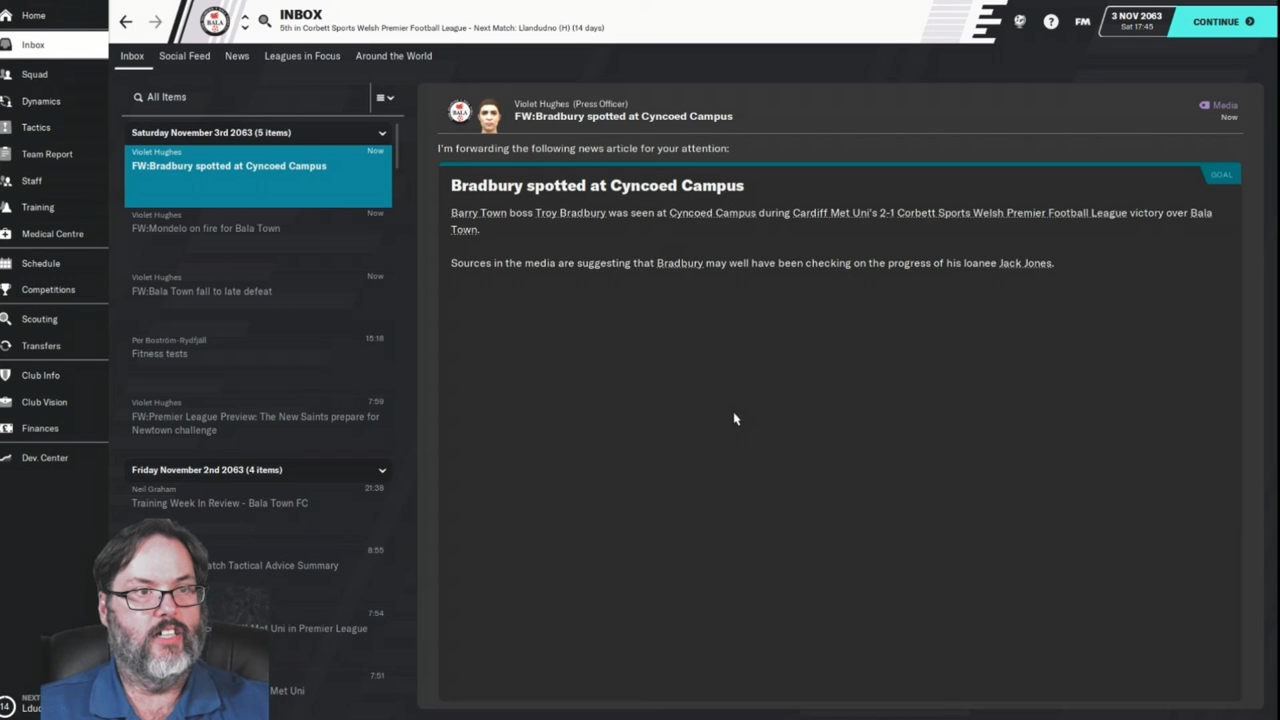 Home
Inbox
Squad
Dynamics
Tactics
Team Report
Staff
Training
Medical Centre
Schedule
Competitions
Scouting
Transfers
Club Info
Club Vision
Finances
Dev. Center
14
NEXT
BALA
INBOX
5th in Corbett Sports Welsh Premier Football League - Next Match: Llandudno (H) (14 days)
?
FM
3 NOV 2063
Sat 17:45
CONTINUE
Inbox Social Feed News Leagues in Focus Around the World
All Items
Saturday November 3rd 2063 (5 items)
Violet Hughes Now
FW:Bradbury spotted at Cyncoed Campus
Violet Hughes Now
FW:Mondelo on fire for Bala Town
Violet Hughes Now
FW:Bala Town fall to late defeat
Per Boström-Rydfjäll 15:18
Fitness tests
Violet Hughes 7:59
FW:Premier League Preview: The New Saints prepare for
Newtown challenge
Friday November 2nd 2063 (4 items)
Neil Graham 21:38
Training Week In Review - Bala Town FC
8:55
atch Tactical Advice Summary
7:54
Met Uni in Premier League
7:51
Met Uni
BALA
Violet Hughes (Press Officer)
FW:Bradbury spotted at Cyncoed Campus
Media
Now
I'm forwarding the following news article for your attention:
GOAL
Bradbury spotted at Cyncoed Campus
Barry Town boss Troy Bradbury was seen at Cyncoed Campus during Cardiff Met Uni's 2-1 Corbett Sports Welsh Premier Football League victory over Bala
Town.
Sources in the media are suggesting that Bradbury may well have been checking on the progress of his loanee Jack Jones.